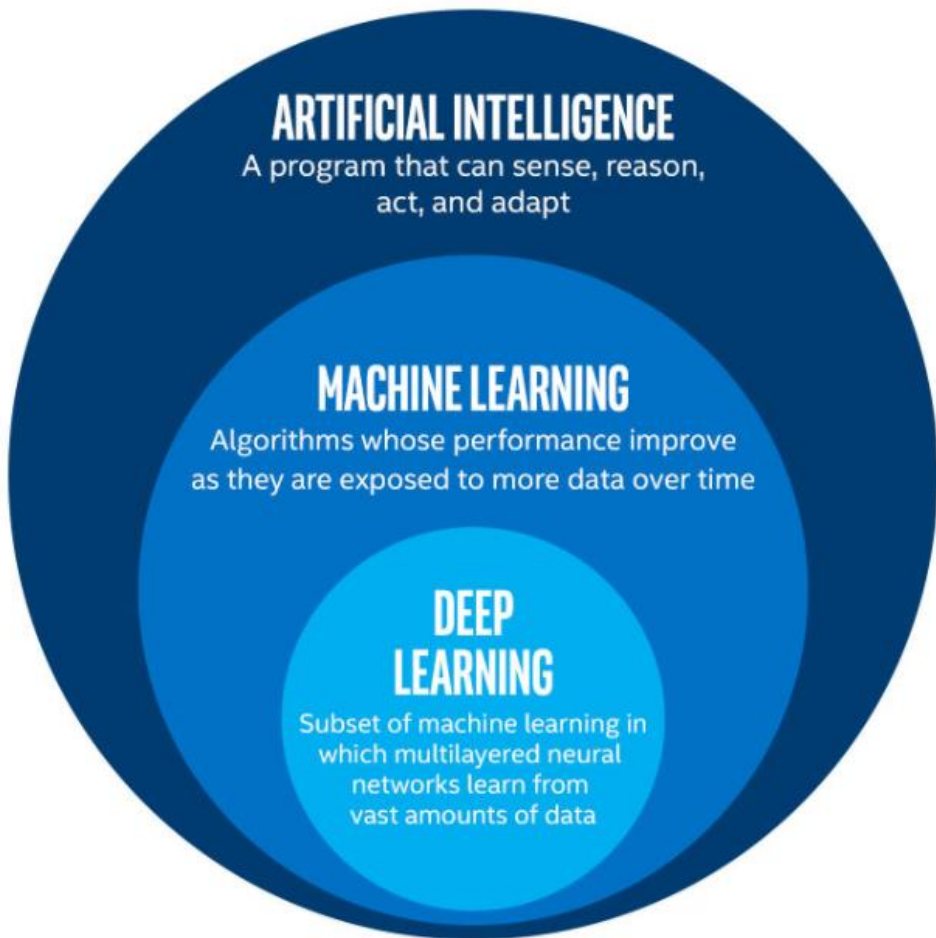 ARTIFICIAL INTELLIGENCE
A program that can sense, reason,
act, and adapt
MACHINE LEARNING
Algorithms whose performance improve
as they are exposed to more data over time
DEEP
LEARNING
Subset of machine learning in
which multilayered neural
networks learn from
vast amounts of data